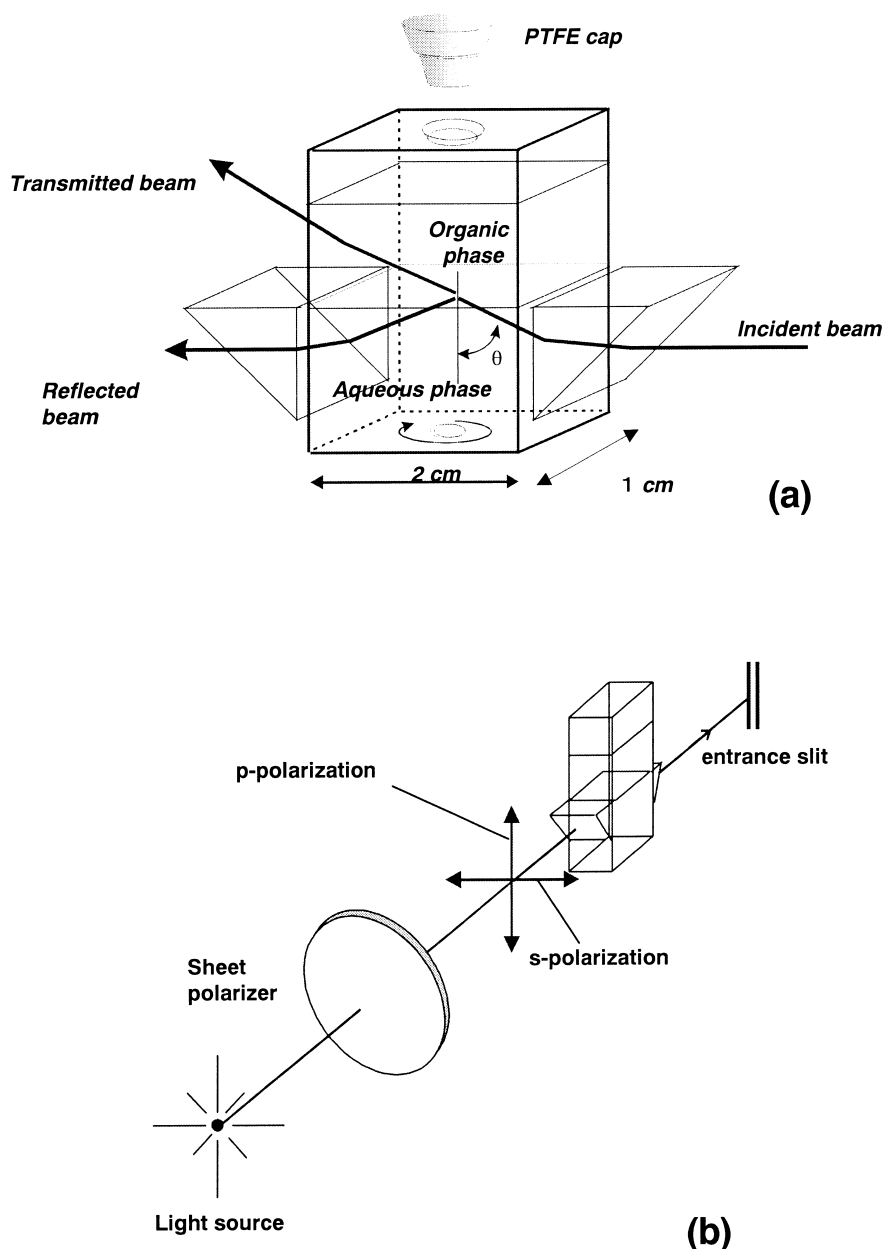 PTFE cap
Transmitted beam
Organic
phase
Incident beam
θ
Reflected
beam
Aqueous phase
2 cm
1 cm
(a)
entrance slit
p-polarization
s-polarization
Sheet
polarizer
Light source
(b)